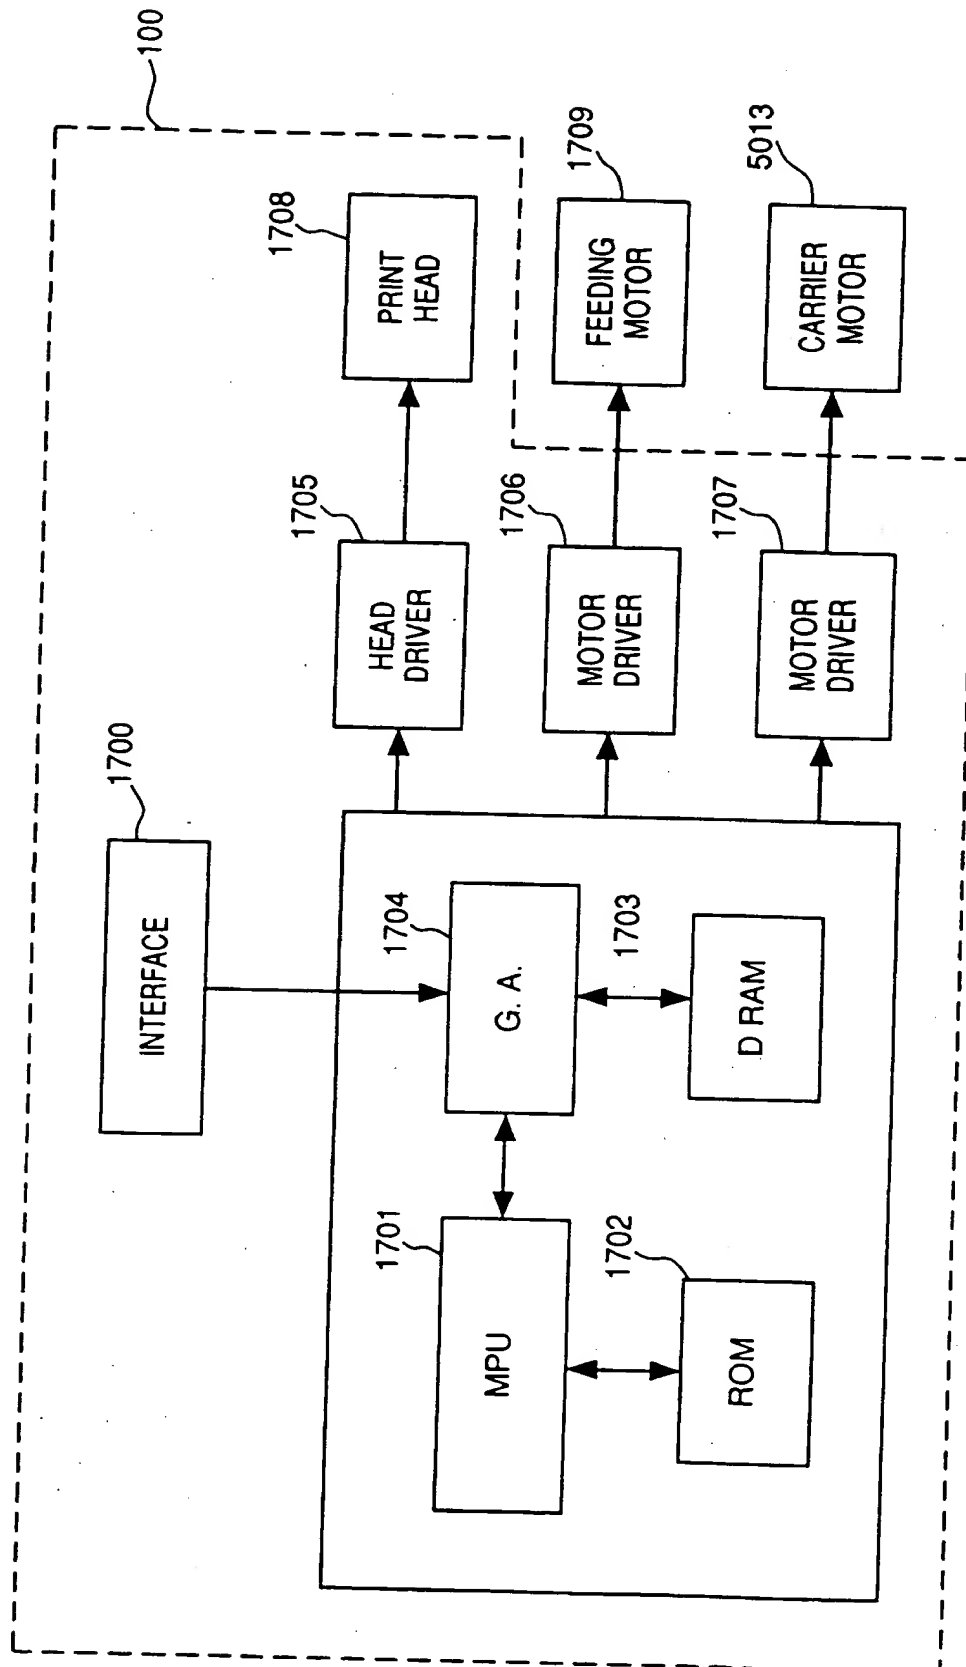 100
1700
INTERFACE
1708
PRINT
HEAD
1705
HEAD
DRIVER
1709
FEEDING
MOTOR
1706
MOTOR
DRIVER
5013
CARRIER
MOTOR
1707
MOTOR
DRIVER
1704
G. A.
1703
D RAM
1701
MPU
1702
ROM